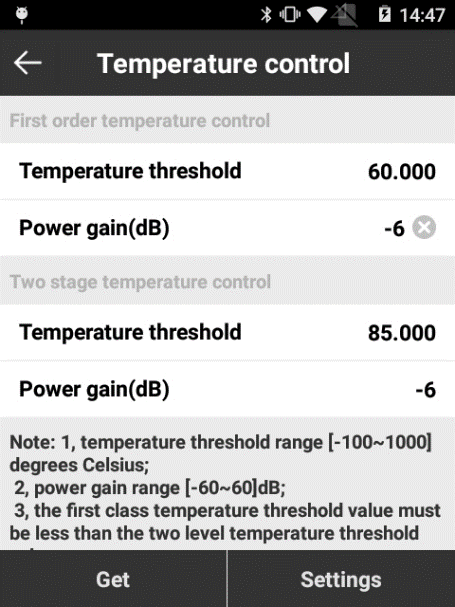 14:47
Temperature control
First order temperature control
Temperature threshold 60.000
Power gain(dB) -6
Two stage temperature control
Temperature threshold 85.000
Power gain(dB) -6
Note: 1, temperature threshold range [-100~1000]
degrees Celsius;
2, power gain range [-60~60]dB;
3, the first class temperature threshold value must
be less than the two level temperature threshold
Get Settings